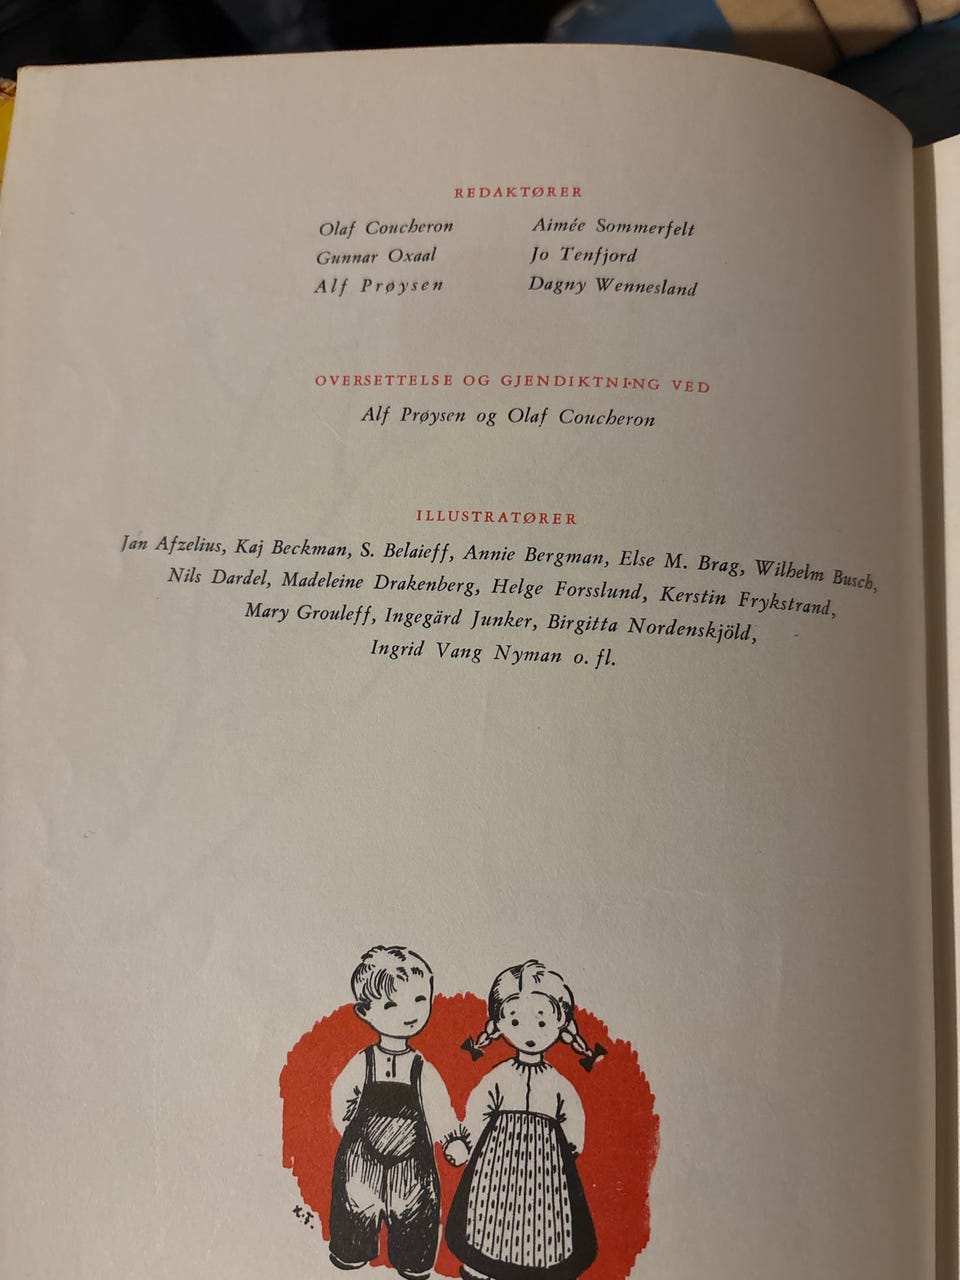 REDAKTØRER
Olaf Coucheron
Gunnar Oxaal
Alf Prøysen
Aimée Sommerfelt
Jo Tenfjord
Dagny Wennesland
OVERSETTELSE OG GJENDIKTNING VED
Alf Prøysen og Olaf Coucheron
ILLUSTRATØRER
Jan Afzelius, Kaj Beckman, S. Belaieff, Annie Bergman, Else M. Brag, Wilhelm Busch,
Nils Dardel, Madeleine Drakenberg, Helge Forsslund, Kerstin Frykstrand,
Mary Grouleff, Ingegärd Junker, Birgitta Nordenskjöld,
Ingrid Vang Nyman o. fl.